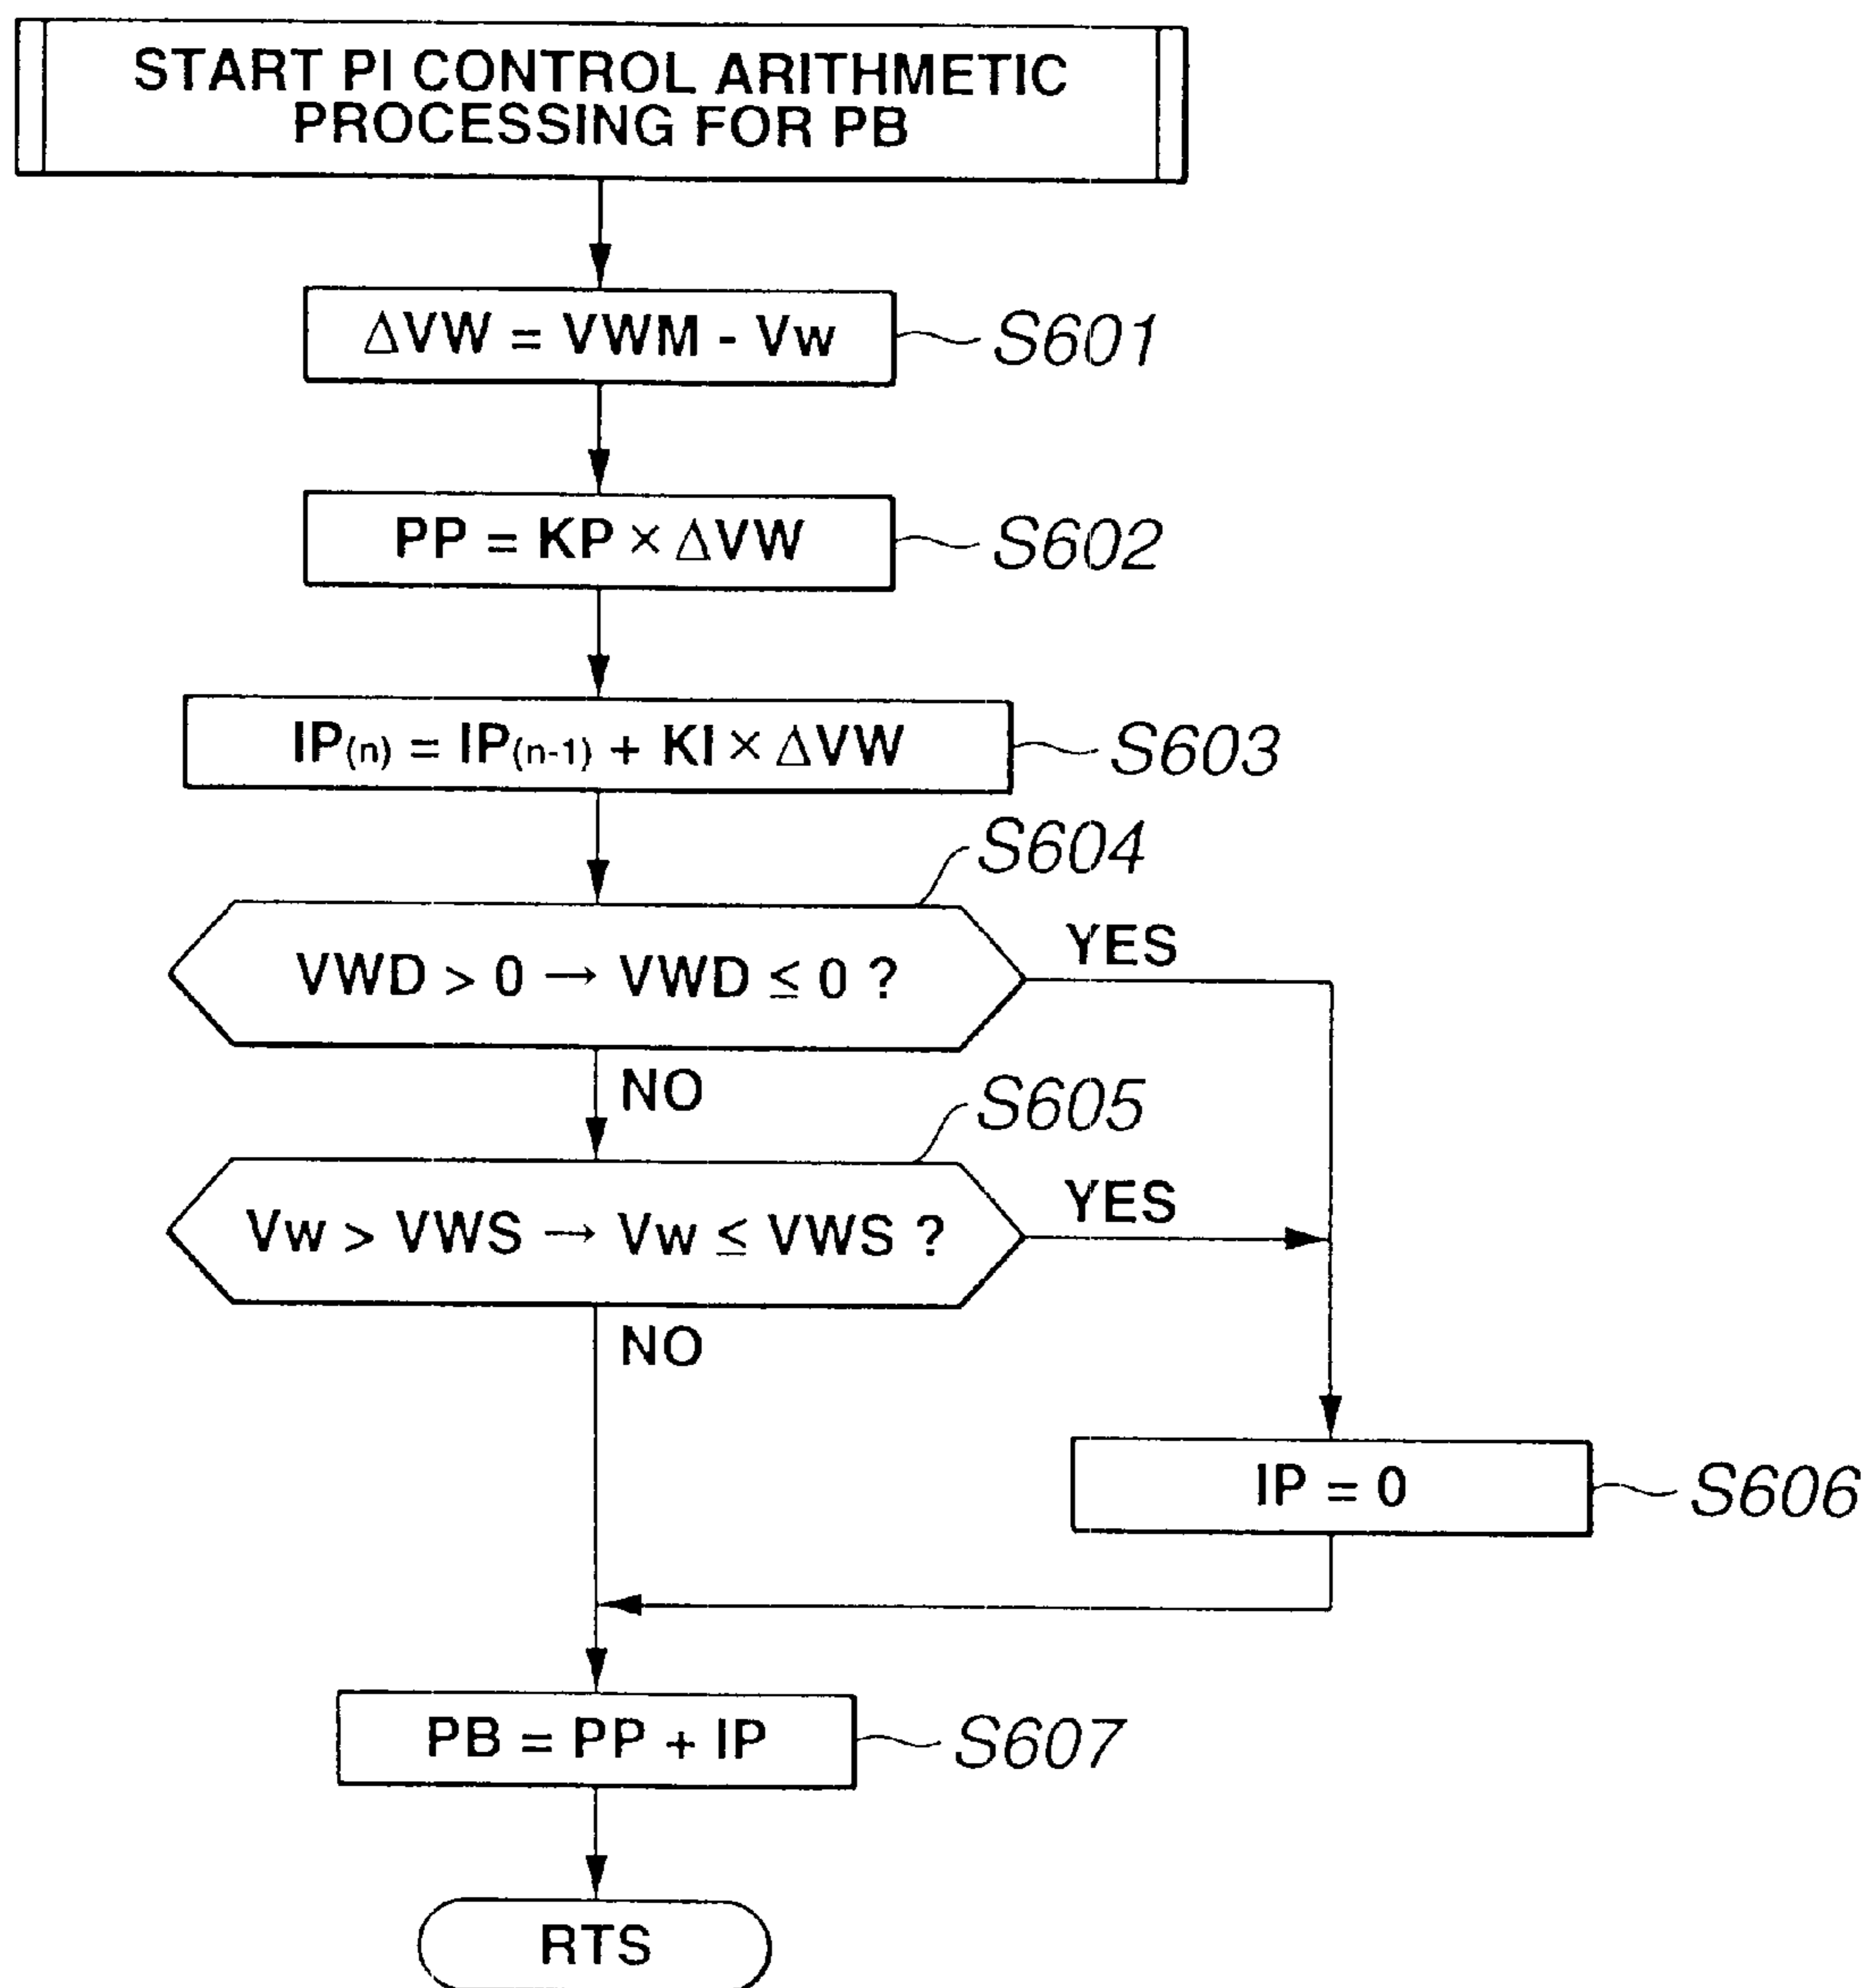 START PI CONTROL ARITHMETIC
PROCESSING FOR PB
ΔVW = VWM - Vw
S601
PP = KP × ΔVW
S602
IP(n) = IP(n-1) + KI × ΔVW
S603
S604
VWD > 0 → VWD ≤ 0 ?
YES
NO
S605
Vw > VWS → Vw ≤ VWS ?
YES
NO
IP = 0
S606
PB = PP + IP
S607
RTS